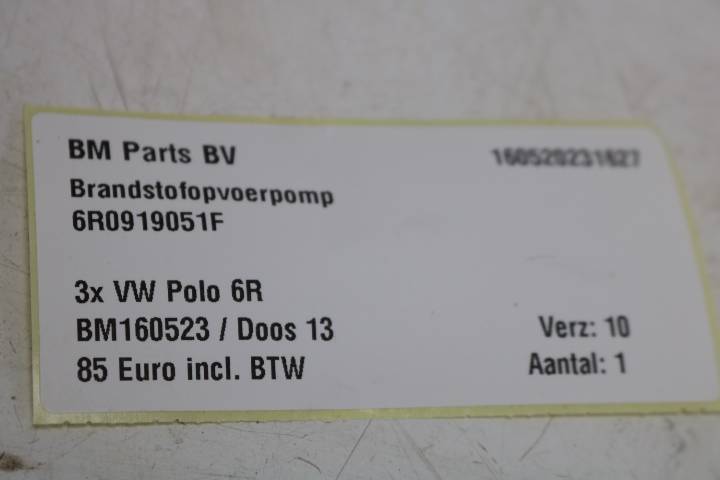 BM Parts BV 160520231627
Brandstofopvoerpomp
6R0919051F
3x VW Polo 6R
BM160523 / Doos 13 Verz: 10
85 Euro incl. BTW Aantal: 1